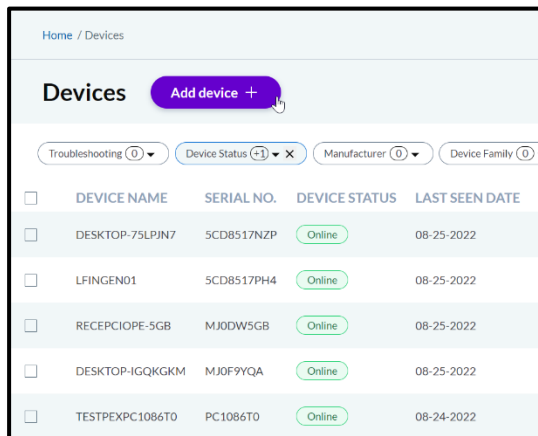 Home / Devices
Devices Add device +
Troubleshooting (0) Device Status (+1) Manufacturer (0) Device Family (0)
DEVICE NAME SERIAL NO. DEVICE STATUS LAST SEEN DATE
DESKTOP-75LPJN7 5CD8517NZP Online 08-25-2022
LFINGEN01 5CD8517PH4 Online 08-25-2022
RECEPCIOPE-5GB MJ0DW5GB Online 08-25-2022
DESKTOP-IGQKGKM MJ0F9YQA Online 08-25-2022
TESTPEXPC1086T0 PC1086T0 Online 08-24-2022